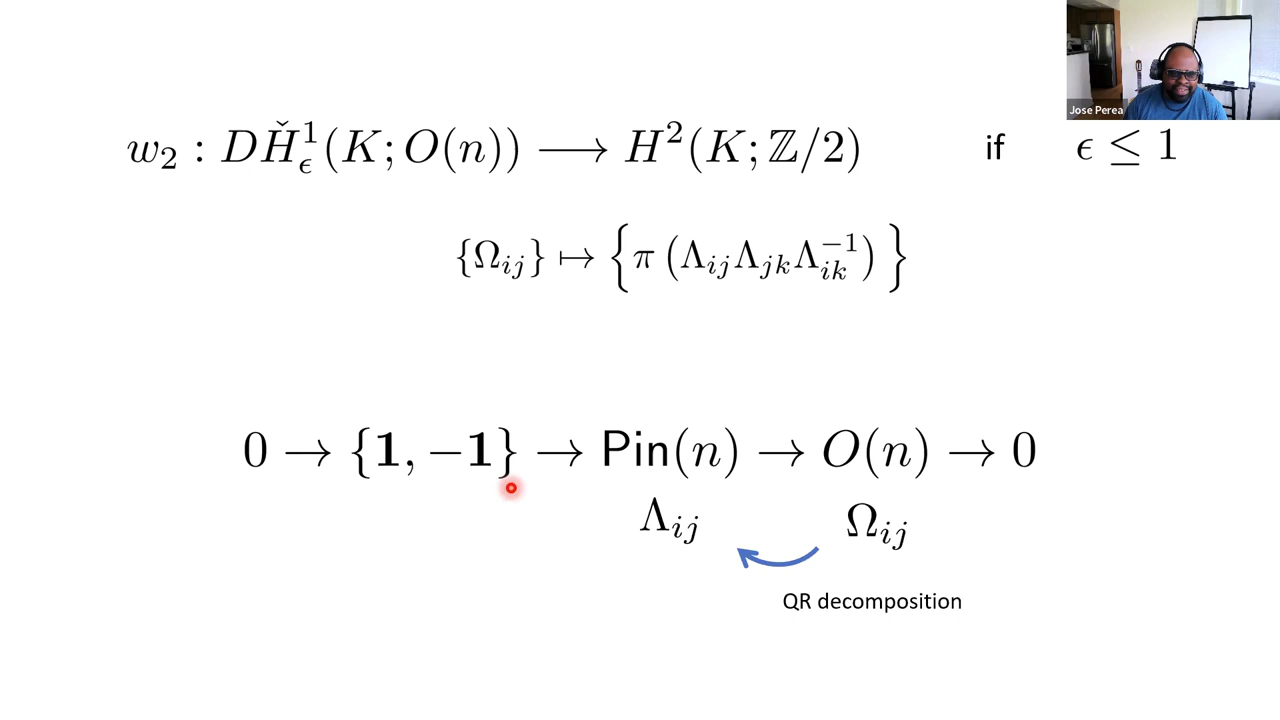 Jose Perea
w₂ : DȞ¹_ϵ(K; O(n)) ⟶ H²(K; ℤ/2) if ϵ ≤ 1
{Ω_ij} ↦ {π (Λ_ij Λ_jk Λ_ik⁻¹)}
0 → {𝟏, −𝟏} → Pin(n) → O(n) → 0
Λ_ij Ω_ij
QR decomposition